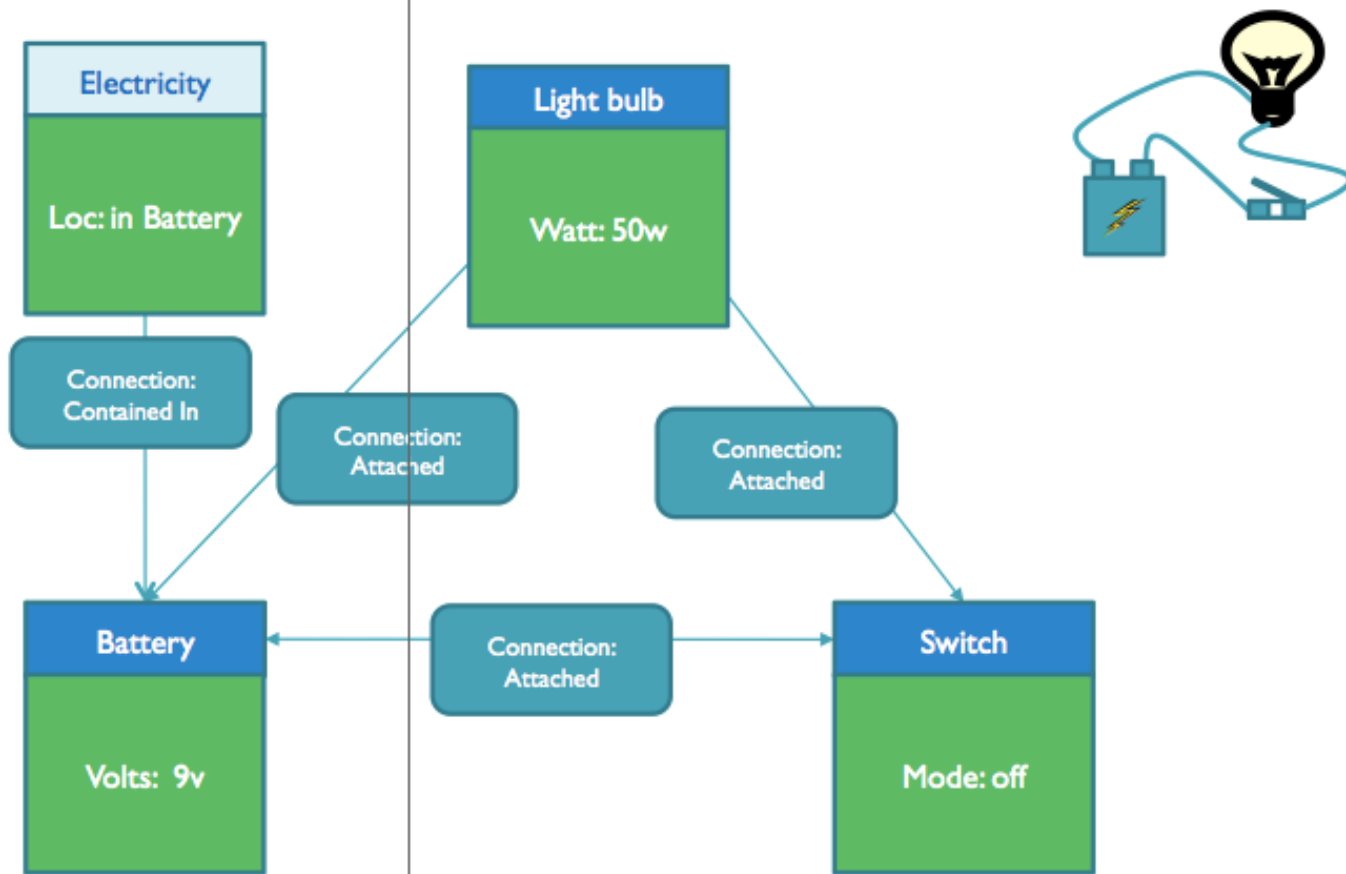 Electricity
Loc: in Battery
Light bulb
Watt: 50w
Connection:
Contained In
Connection:
Attached
Connection:
Attached
Battery
Volts: 9v
Connection:
Attached
Switch
Mode: off